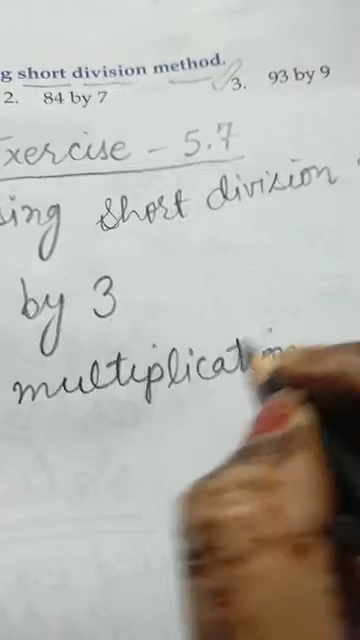 g short division method.
2. 84 by 7 3. 93 by 9
Exercise - 5.7
sing short division
by 3
multiplicati